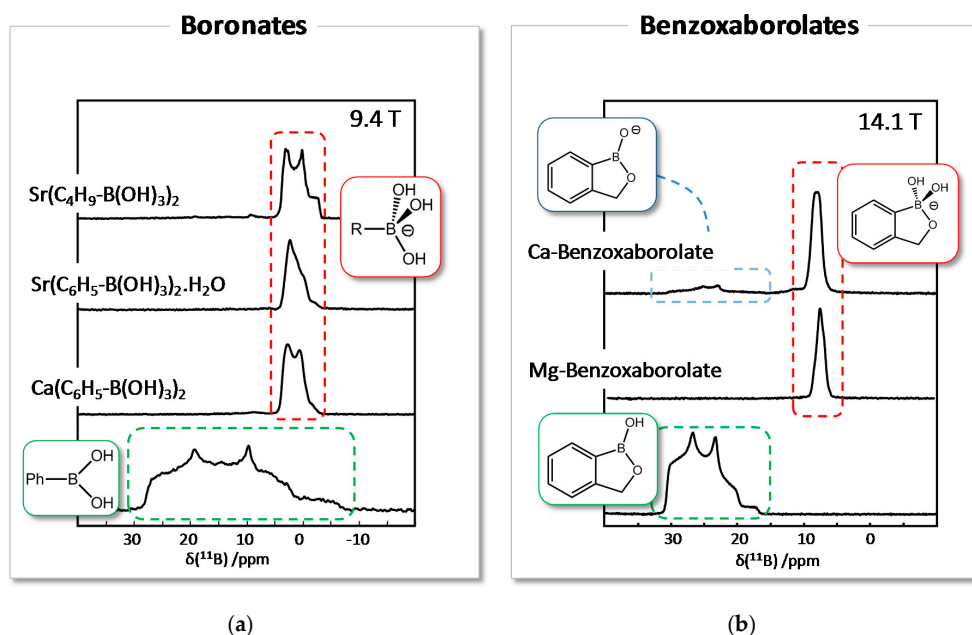 Boronates
9.4 T
Sr(C4H9-B(OH)3)2
R
B
⊖
OH
OH
OH
Sr(C6H5-B(OH)3)2.H2O
Ca(C6H5-B(OH)3)2
Ph
B
OH
OH
30 20 10 0 -10
δ(11B) /ppm
(a)
Benzoxaborolates
14.1 T
O
⊖
B
O
OH
OH
B
⊖
O
Ca-Benzoxaborolate
Mg-Benzoxaborolate
OH
B
O
30 20 10 0
δ(11B) /ppm
(b)